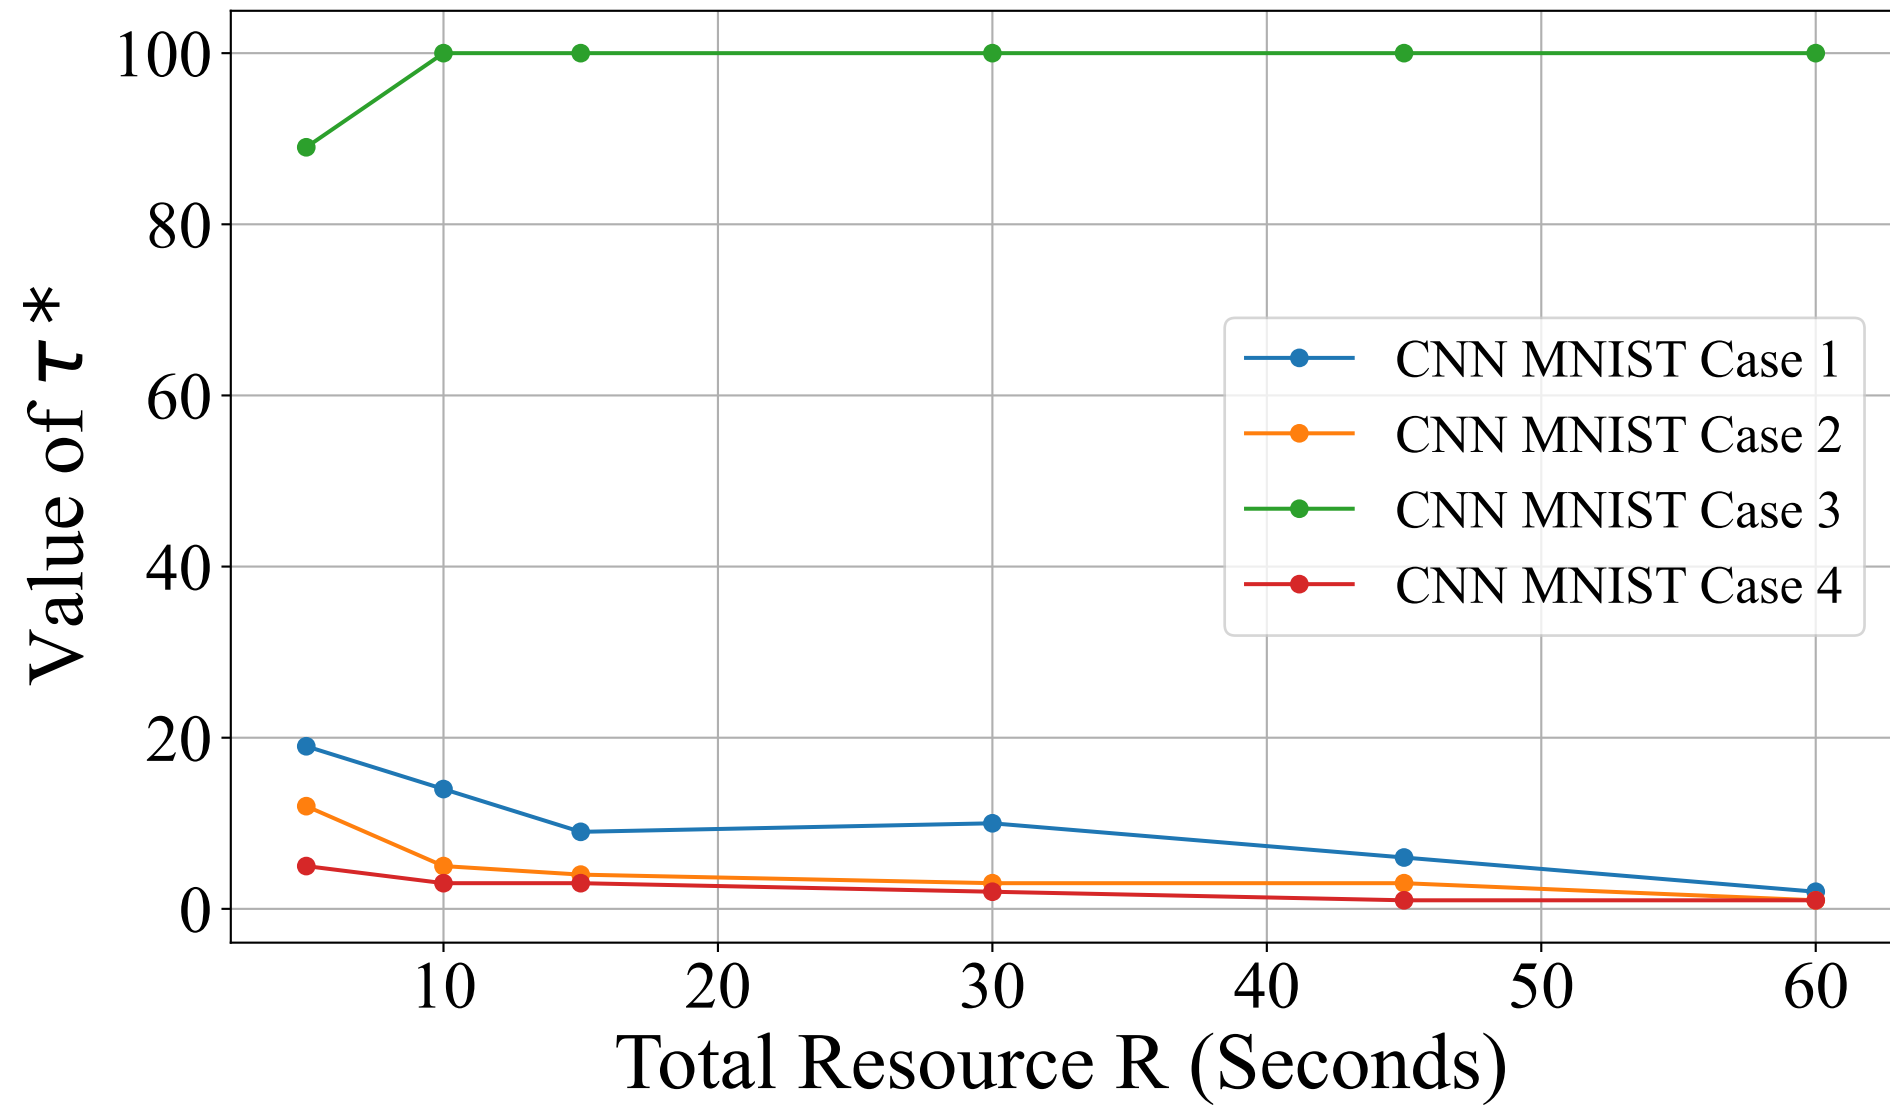 Value of τ *
100
80
60
40
20
0
CNN MNIST Case 1
CNN MNIST Case 2
CNN MNIST Case 3
CNN MNIST Case 4
10 20 30 40 50 60
Total Resource R (Seconds)